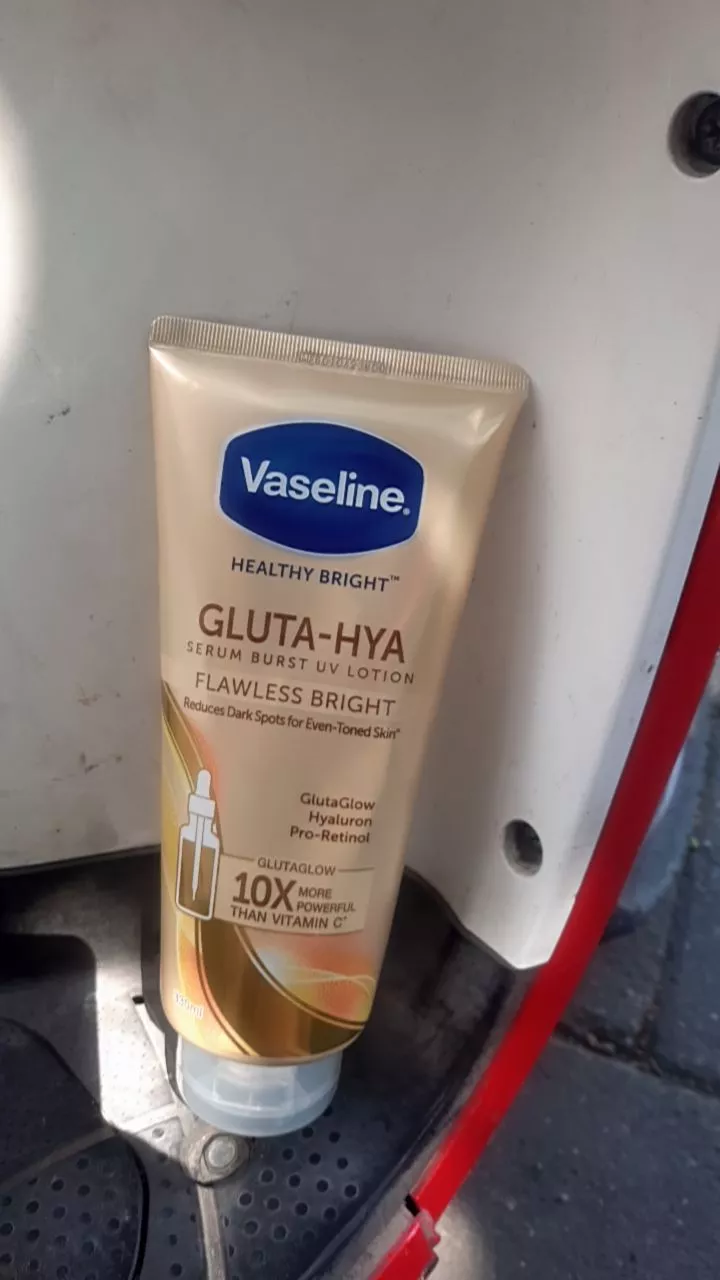 Vaseline®
HEALTHY BRIGHT™
GLUTA-HYA
SERUM BURST UV LOTION
FLAWLESS BRIGHT
Reduces Dark Spots for Even-Toned Skin*
GlutaGlow
Hyaluron
Pro-Retinol
GLUTAGLOW
10X MORE
POWERFUL
THAN VITAMIN C*